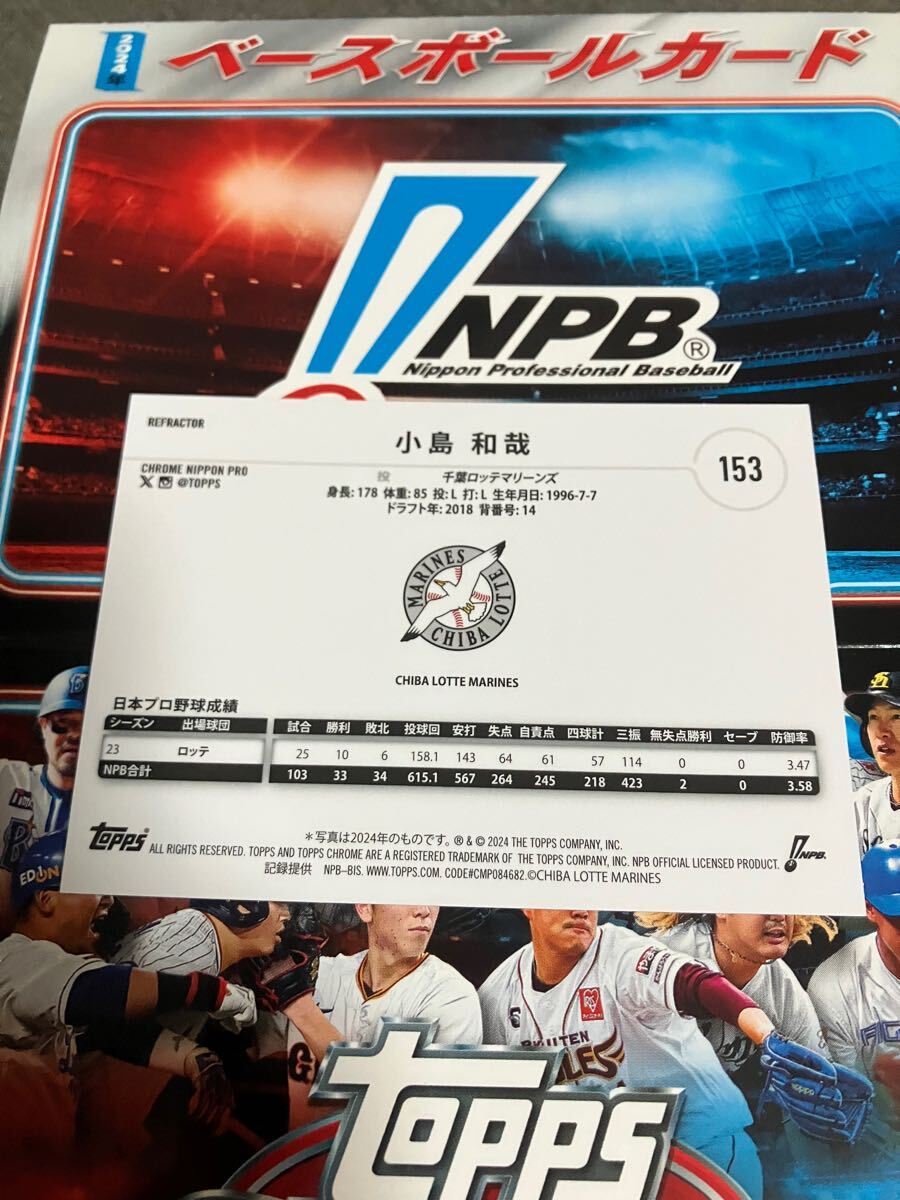 2024年 ベースボールカード
NPB®
Nippon Professional Baseball
REFRACTOR
小島 和哉
153
CHROME NIPPON PRO
@TOPPS
投 千葉ロッテマリーンズ
身長: 178 体重: 85 投: L 打: L 生年月日: 1996-7-7
ドラフト年: 2018 背番号: 14
MARINES
CHIBA LOTTE
CHIBA LOTTE MARINES
日本プロ野球成績
シーズン 出場球団 試合 勝利 敗北 投球回 安打 失点 自責点 四球計 三振 無失点勝利 セーブ 防御率
23 ロッテ 25 10 6 158.1 143 64 61 57 114 0 0 3.47
NPB合計 103 33 34 615.1 567 264 245 218 423 2 0 3.58
Topps®
＊写真は2024年のものです。 ® & © 2024 THE TOPPS COMPANY, INC.
ALL RIGHTS RESERVED. TOPPS AND TOPPS CHROME ARE A REGISTERED TRADEMARK OF THE TOPPS COMPANY, INC. NPB OFFICIAL LICENSED PRODUCT.
NPB.
記録提供 NPB–BIS. WWW.TOPPS.COM. CODE#CMP084682.©CHIBA LOTTE MARINES
EDION
G
Topps